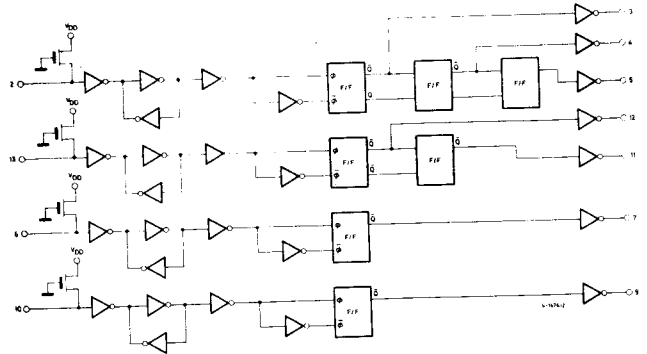 3
4
VDD
2
ϕ F/F Q̄
ϕ̄ Q
F/F Q̄
Q
F/F
5
VDD
12
13
ϕ F/F Q̄
ϕ̄ Q
F/F Q̄
11
VDD
6
ϕ F/F Q̄
ϕ̄
7
VDD
10
ϕ F/F Q̄
ϕ̄
9